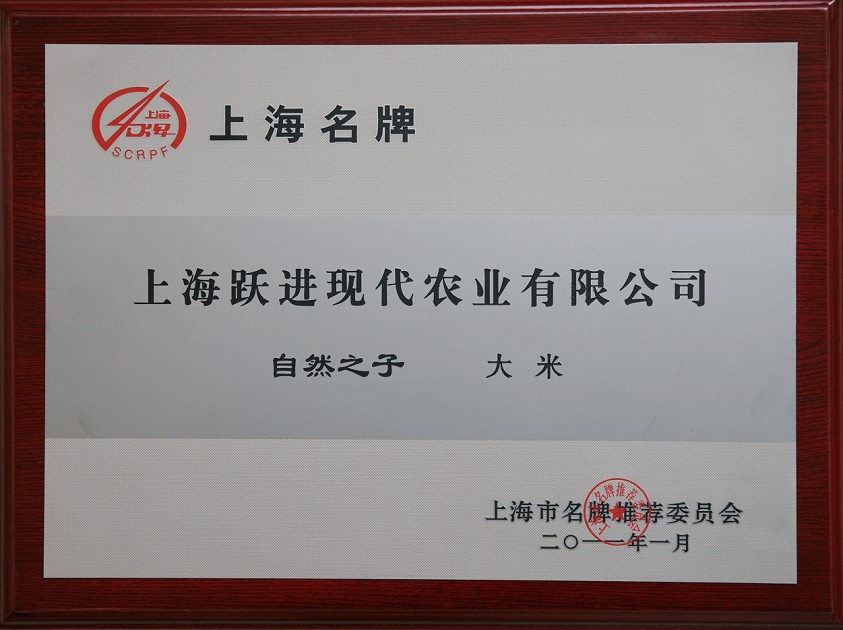 上海名牌
SCRPF
上海名牌
上海跃进现代农业有限公司
自然之子 大米
上海市名牌推荐委员会
二〇一一年一月